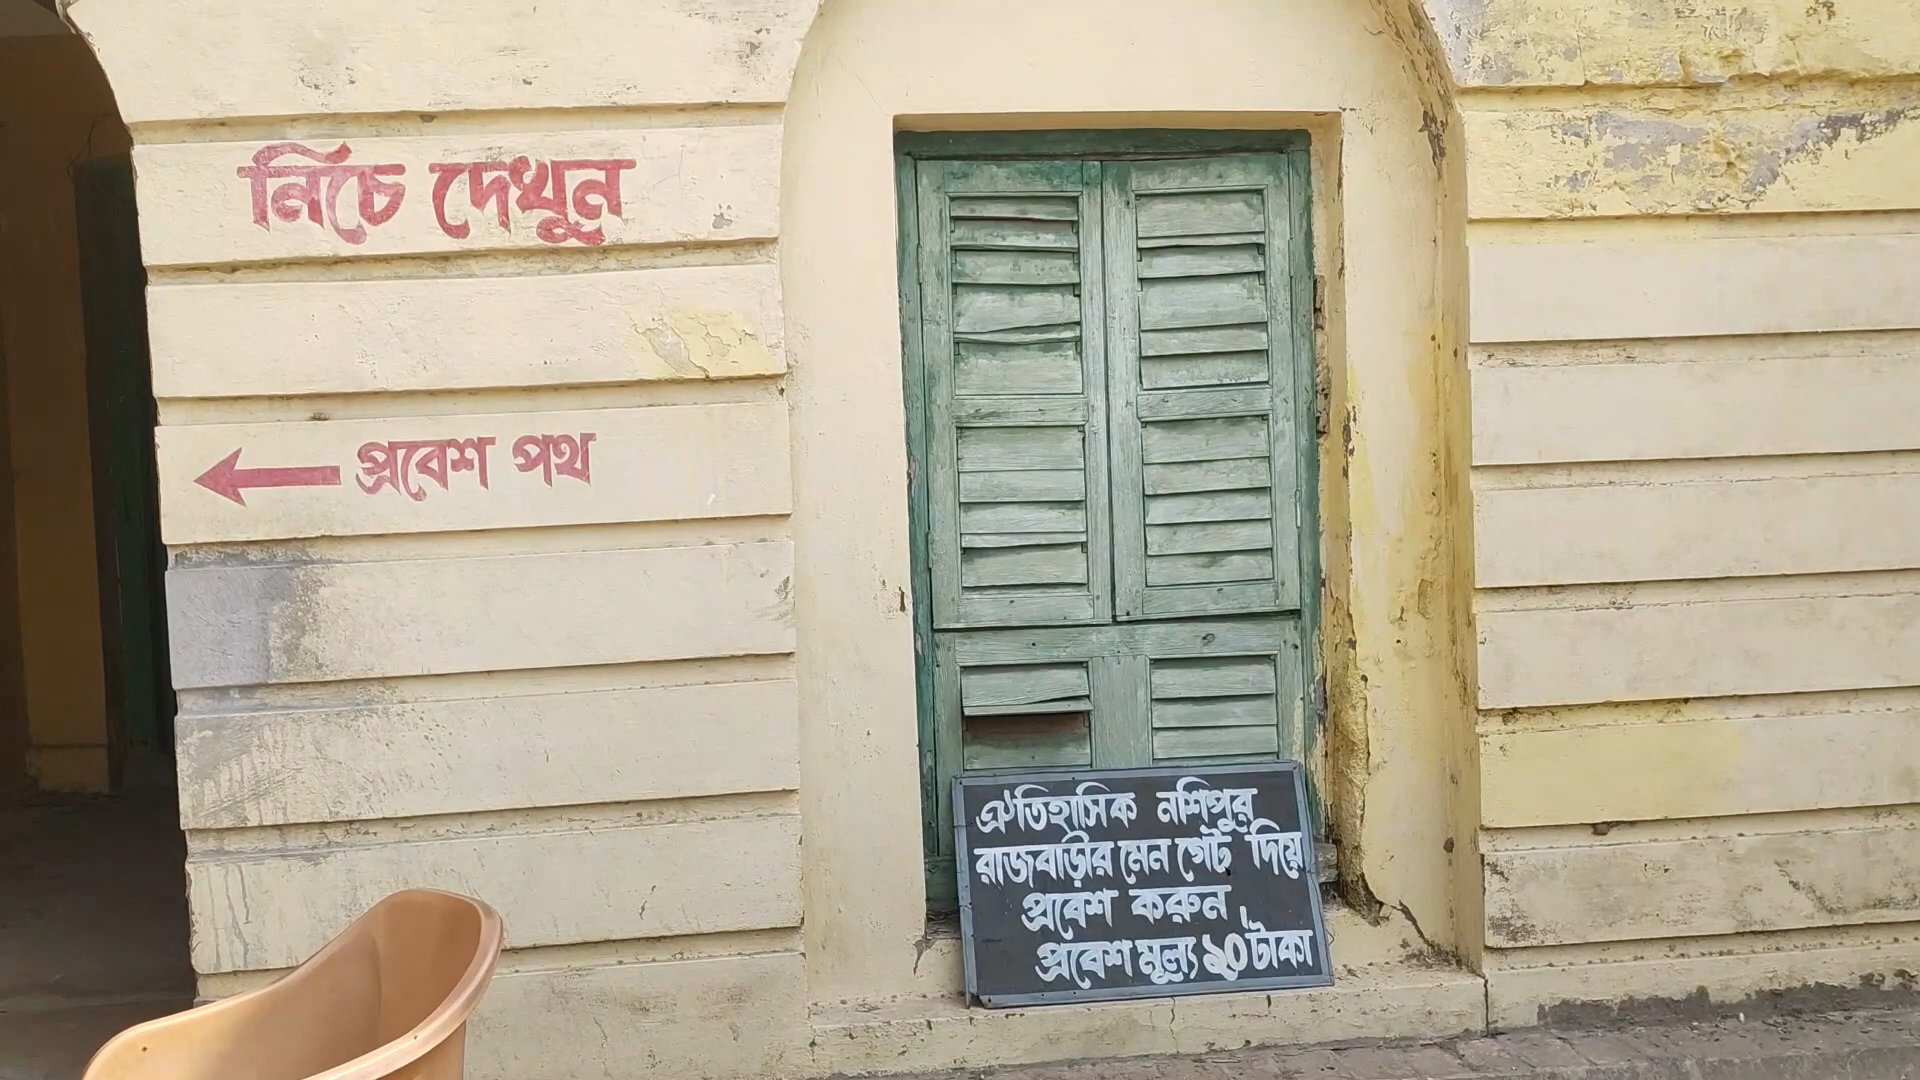 নিচে দেখুন
প্রবেশ পথ
ঐতিহাসিক নশিপুর
রাজবাড়ীর মেন গেট দিয়ে
প্রবেশ করুন
প্রবেশ মূল্য ২০ টাকা